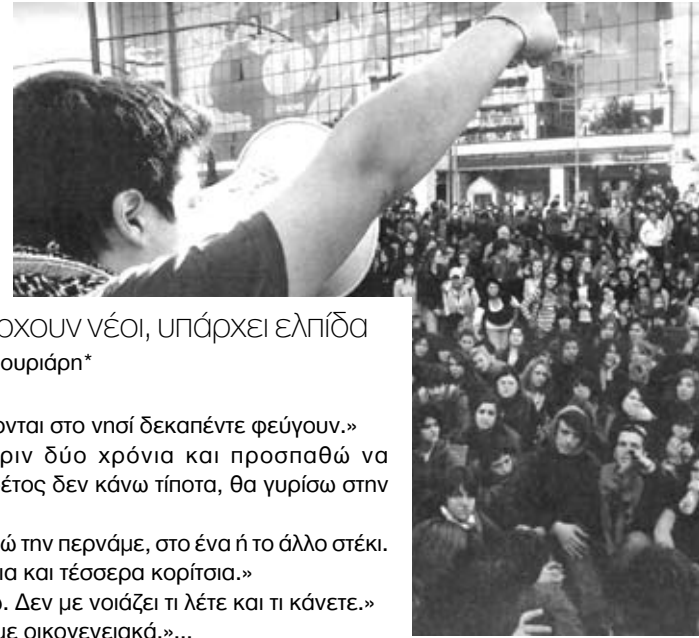 ρχουν νέοι, υπάρχει ελπίδα
ουριάρη*
νται στο νησί δεκαπέντε φεύγουν.»
ριν δύο χρόνια και προσπαθώ να
έτος δεν κάνω τίποτα, θα γυρίσω στην
ώ την περνάμε, στο ένα ή το άλλο στέκι.
ια και τέσσερα κορίτσια.»
ω. Δεν με νοιάζει τι λέτε και τι κάνετε.»
με οικογενειακά.»...